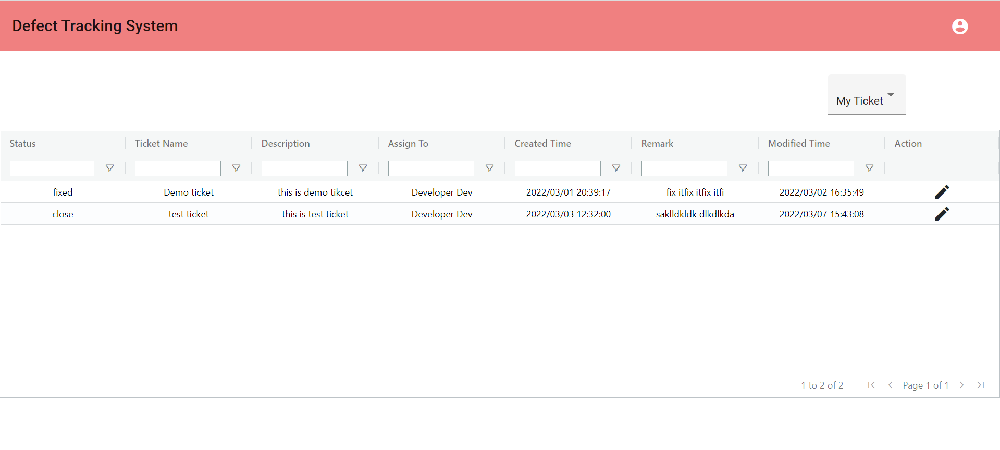 Defect Tracking System
My Ticket
Status Ticket Name Description Assign To Created Time Remark Modified Time Action
fixed Demo ticket this is demo tikcet Developer Dev 2022/03/01 20:39:17 fix itfix itfix itfi 2022/03/02 16:35:49
close test ticket this is test ticket Developer Dev 2022/03/03 12:32:00 saklldkldk dlkdlkda 2022/03/07 15:43:08
1 to 2 of 2 Page 1 of 1